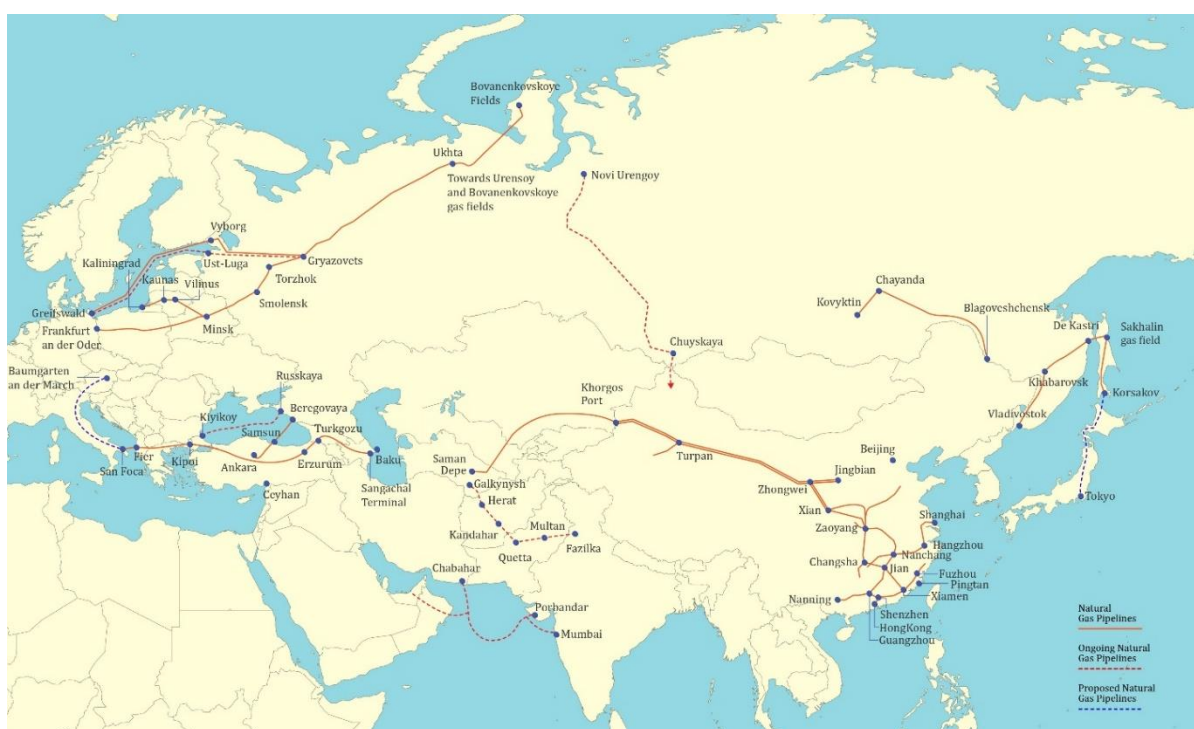 Bovanenkovskoye
Fields
Ukhta
Towards Urensoy
and Bovanenkovskoye
gas fields
Novi Urengoy
Vyborg
Kaliningrad
Ust-Luga
Gryazovets
Kaunas
Vilinus
Torzhok
Smolensk
Greifswald
Minsk
Frankfurt
an der Oder
Chayanda
Kovyktin
Blagoveshchensk
De Kastri
Sakhalin
gas field
Chuyskaya
Baumgarten
an der March
Russkaya
Khorgos
Port
Khabarovsk
Korsakov
Kiyikoy
Beregovaya
Vladivostok
Samsun
Turkgozu
Fier
San Foca
Kipoi
Ankara
Erzurum
Baku
Saman
Depe
Turpan
Beijing
Jingbian
Sangachal
Terminal
Galkynysh
Zhongwei
Ceyhan
Herat
Xian
Tokyo
Kandahar
Multan
Zaoyang
Shanghai
Quetta
Fazilka
Hangzhou
Nanchang
Changsha
Jian
Chabahar
Fuzhou
Pingtan
Nanning
Xiamen
Porbandar
Shenzhen
HongKong
Guangzhou
Mumbai
Natural
Gas Pipelines
Ongoing Natural
Gas Pipelines
Proposed Natural
Gas Pipelines